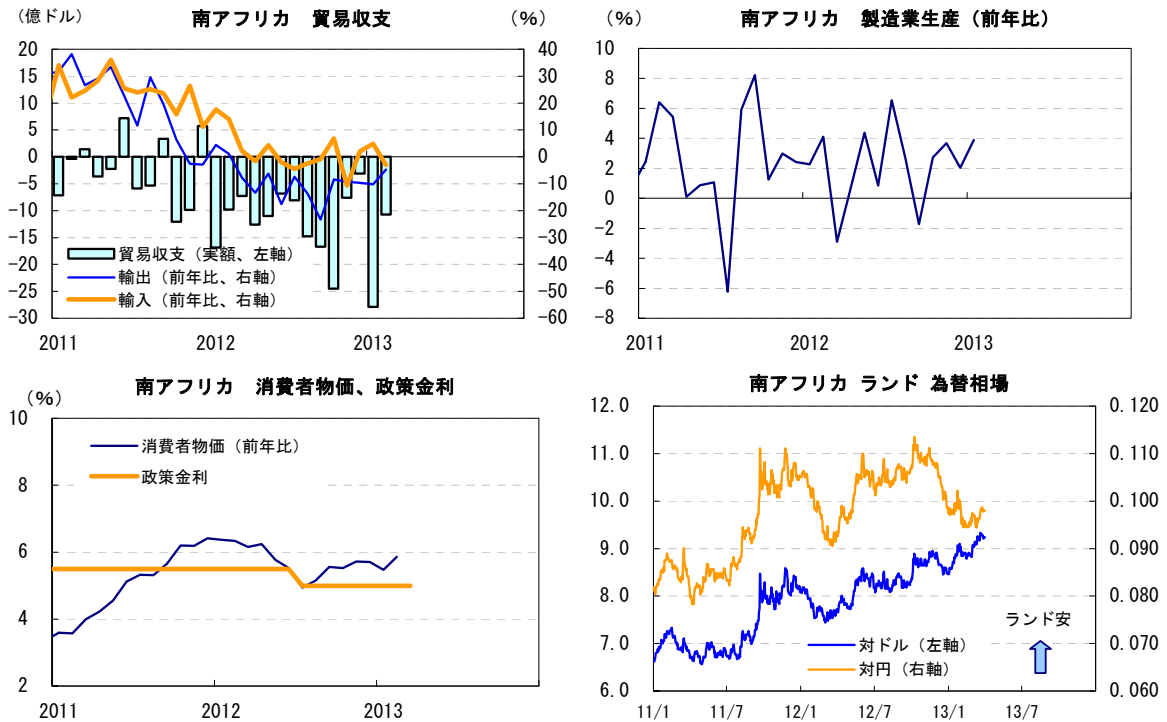 南アフリカ 貿易収支
(億ドル) (%)
20 40
15 30
10 20
5 10
0 0
-5 -10
-10 -20
-15 -30
-20 -40
-25 -50
-30 -60
貿易収支(実額、左軸)
輸出(前年比、右軸)
輸入(前年比、右軸)
2011 2012 2013
南アフリカ 製造業生産(前年比)
(%)
10
8
6
4
2
0
-2
-4
-6
-8
2011 2012 2013
南アフリカ 消費者物価、政策金利
(%)
10
8
6
4
2
消費者物価(前年比)
政策金利
2011 2012 2013
南アフリカ ランド 為替相場
12.0 0.120
11.0 0.110
10.0 0.100
9.0 0.090
8.0 0.080
7.0 0.070
6.0 0.060
ランド安
対ドル(左軸)
対円(右軸)
11/1 11/7 12/1 12/7 13/1 13/7